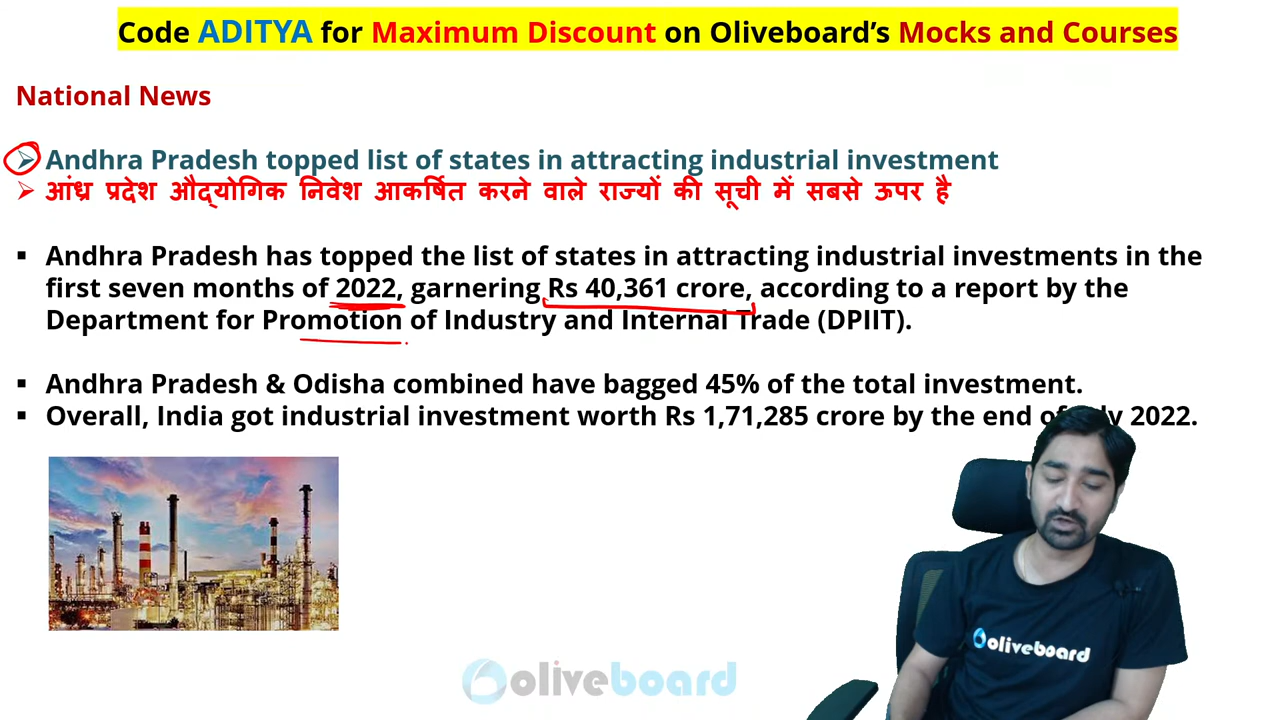 Code ADITYA for Maximum Discount on Oliveboard's Mocks and Courses
National News
Andhra Pradesh topped list of states in attracting industrial investment
आंध्र प्रदेश औद्योगिक निवेश आकर्षित करने वाले राज्यों की सूची में सबसे ऊपर है
Andhra Pradesh has topped the list of states in attracting industrial investments in the
first seven months of 2022, garnering Rs 40,361 crore, according to a report by the
Department for Promotion of Industry and Internal Trade (DPIIT).
Andhra Pradesh & Odisha combined have bagged 45% of the total investment.
Overall, India got industrial investment worth Rs 1,71,285 crore by the end 2022.
oliveboard
oliveboard